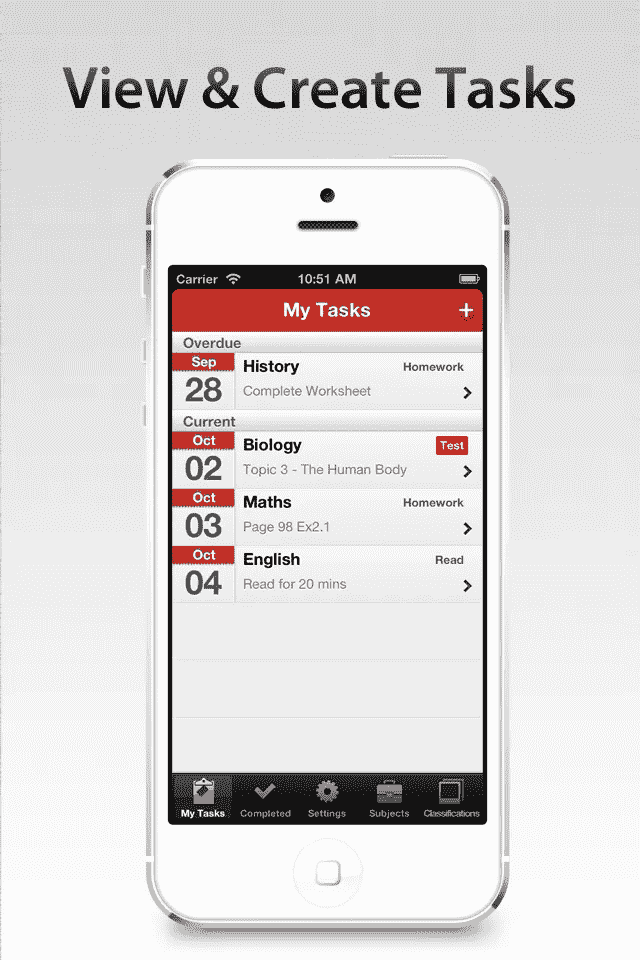 View & Create Tasks
Carrier 10:51 AM
My Tasks +
Overdue
Sep
28
History
Homework
Complete Worksheet
Current
Oct
02
Biology
Test
Topic 3 - The Human Body
Oct
03
Maths
Homework
Page 98 Ex2.1
Oct
04
English
Read
Read for 20 mins
My Tasks Completed Settings Subjects Classifications